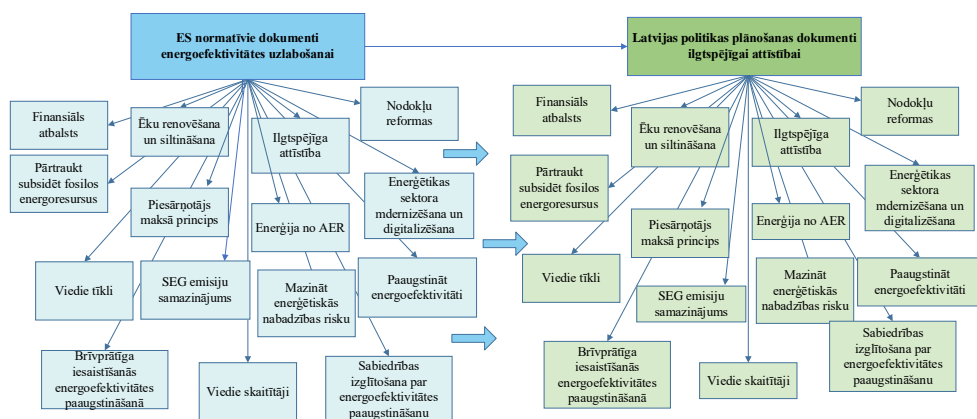 ES normatīvie dokumenti
energoefektivitātes uzlabošanai
Finansiāls
atbalsts
Ēku renovēšana
un siltināšana
Ilgtspējīga
attīstība
Nodokļu
reformas
Pārtraukt
subsidēt fosilos
energoresursus
Piesārņotājs
maksā princips
Enerģija no AER
Enerģētikas
sektora
mdernizēšana un
digitalizēšana
Viedie tīkli
SEG emisiju
samazinājums
Mazināt
enerģētiskās
nabadzības risku
Paaugstināt
energoefektivitāti
Brīvprātīga
iesaistīšanās
energoefektivitātes
paaugstināšanā
Viedie skaitītāji
Sabiedrības
izglītošana par
energoefektivitātes
paaugstināšanu
Latvijas politikas plānošanas dokumenti
ilgtspējīgai attīstībai
Finansiāls
atbalsts
Ēku renovēšana
un siltināšana
Ilgtspējīga
attīstība
Nodokļu
reformas
Pārtraukt
subsidēt fosilos
energoresursus
Piesārņotājs
maksā princips
Enerģija no AER
Enerģētikas
sektora
mdernizēšana un
digitalizēšana
Viedie tīkli
SEG emisiju
samazinājums
Mazināt
enerģētiskās
nabadzības risku
Paaugstināt
energoefektivitāti
Brīvprātīga
iesaistīšanās
energoefektivitātes
paaugstināšanā
Viedie skaitītāji
Sabiedrības
izglītošana par
energoefektivitātes
paaugstināšanu